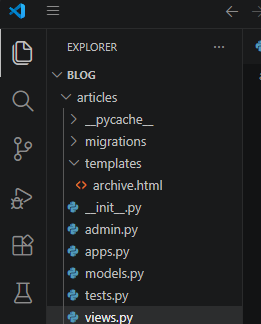 EXPLORER
BLOG
articles
__pycache__
migrations
templates
archive.html
__init__.py
admin.py
apps.py
models.py
tests.py
views.py